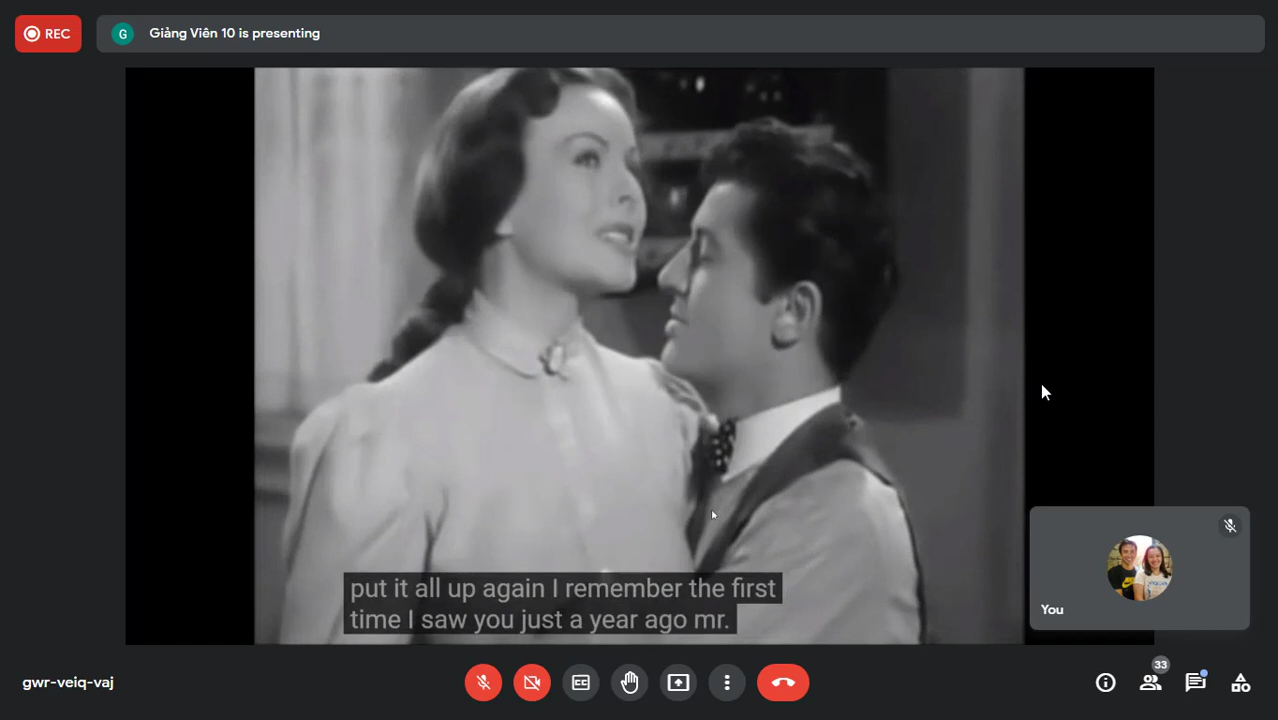 REC
G
Giảng Viên 10 is presenting
put it all up again I remember the first
time I saw you just a year ago mr.
You
gwr-veiq-vaj
CC
33